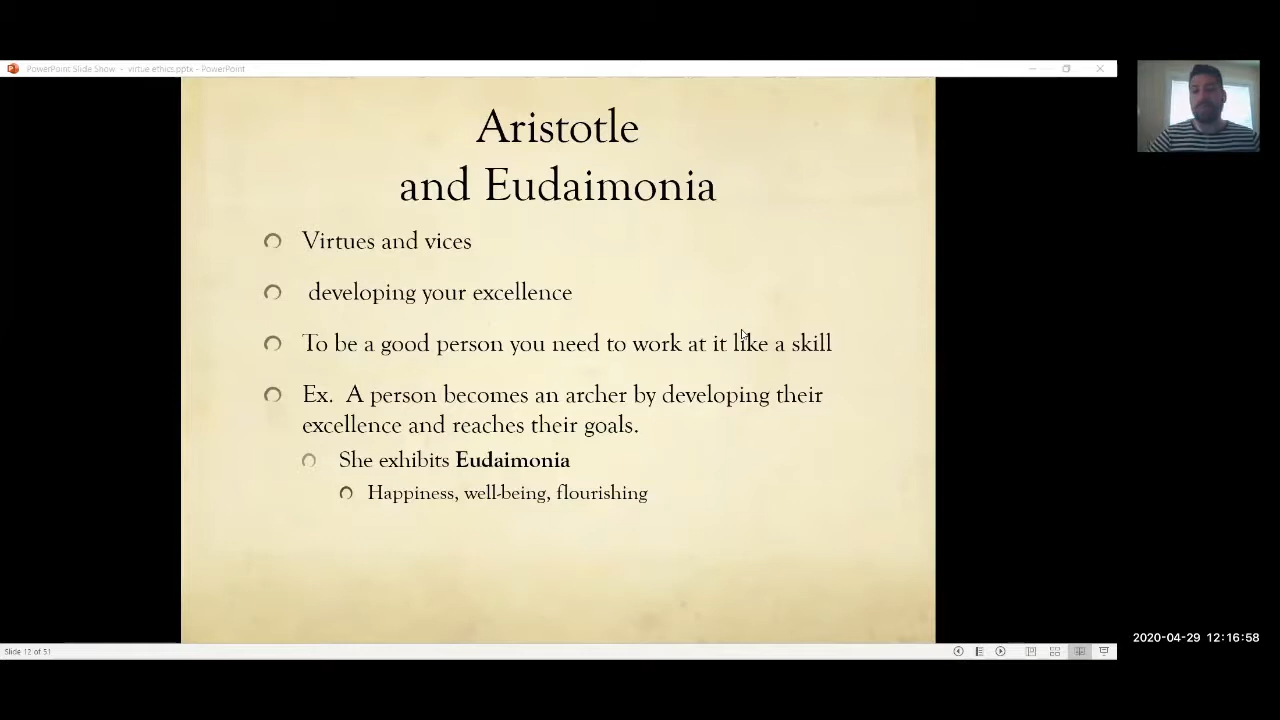 PowerPoint Slide Show - virtue ethics.pptx - PowerPoint
Aristotle
and Eudaimonia
Virtues and vices
developing your excellence
To be a good person you need to work at it like a skill
Ex. A person becomes an archer by developing their
excellence and reaches their goals.
She exhibits Eudaimonia
Happiness, well-being, flourishing
2020-04-29 12:16:58
Slide 12 of 51